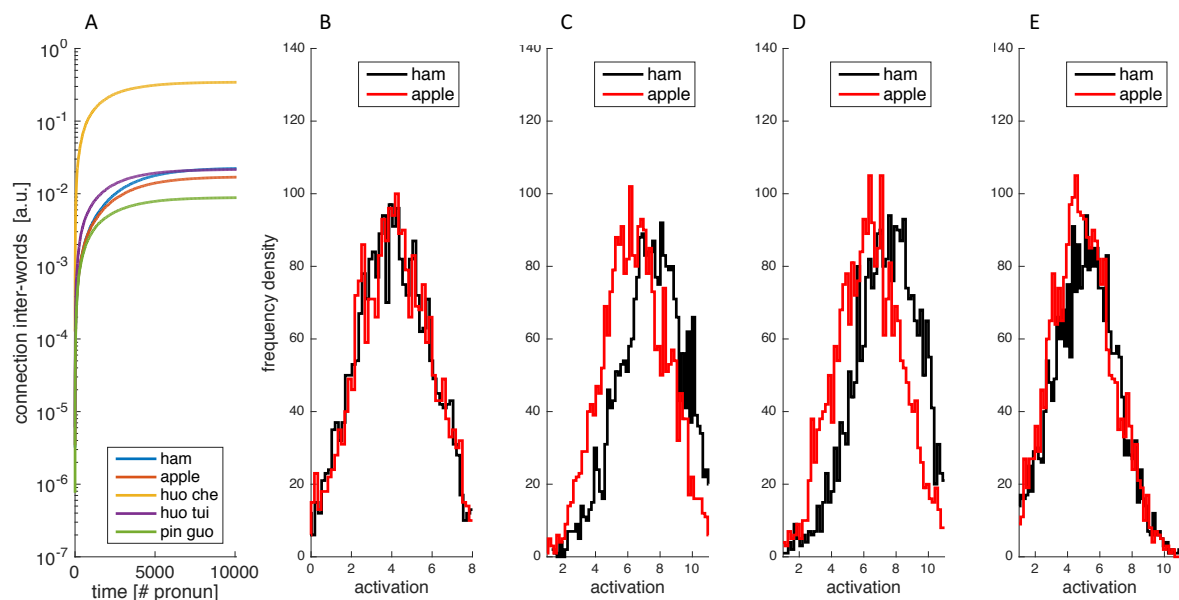 A
connection inter-words [a.u.]
10^0
10^-1
10^-2
10^-3
10^-4
10^-5
10^-6
10^-7
ham
apple
huo che
huo tui
pin guo
0
5000
10000
time [# pronun]
B
140
120
100
80
60
40
20
0
ham
apple
0
2
4
6
8
activation
C
frequency density
140
120
100
80
60
40
20
0
ham
apple
2
4
6
8
10
activation
D
140
120
100
80
60
40
20
0
ham
apple
2
4
6
8
10
activation
E
140
120
100
80
60
40
20
0
ham
apple
2
4
6
8
10
activation